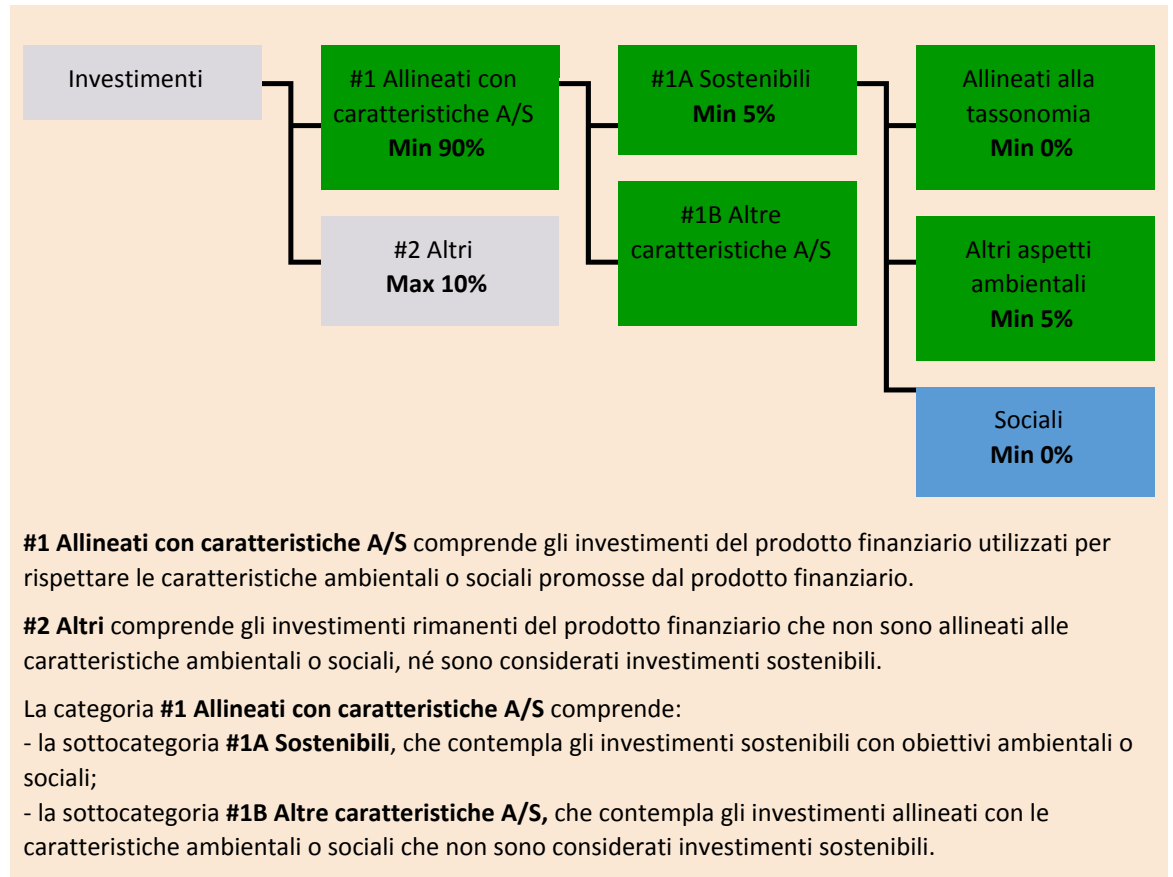 Investimenti
#1 Allineati con
caratteristiche A/S
Min 90%
#2 Altri
Max 10%
#1A Sostenibili
Min 5%
#1B Altre
caratteristiche A/S
Allineati alla
tassonomia
Min 0%
Altri aspetti
ambientali
Min 5%
Sociali
Min 0%
#1 Allineati con caratteristiche A/S comprende gli investimenti del prodotto finanziario utilizzati per
rispettare le caratteristiche ambientali o sociali promosse dal prodotto finanziario.
#2 Altri comprende gli investimenti rimanenti del prodotto finanziario che non sono allineati alle
caratteristiche ambientali o sociali, né sono considerati investimenti sostenibili.
La categoria #1 Allineati con caratteristiche A/S comprende:
- la sottocategoria #1A Sostenibili, che contempla gli investimenti sostenibili con obiettivi ambientali o
sociali;
- la sottocategoria #1B Altre caratteristiche A/S, che contempla gli investimenti allineati con le
caratteristiche ambientali o sociali che non sono considerati investimenti sostenibili.